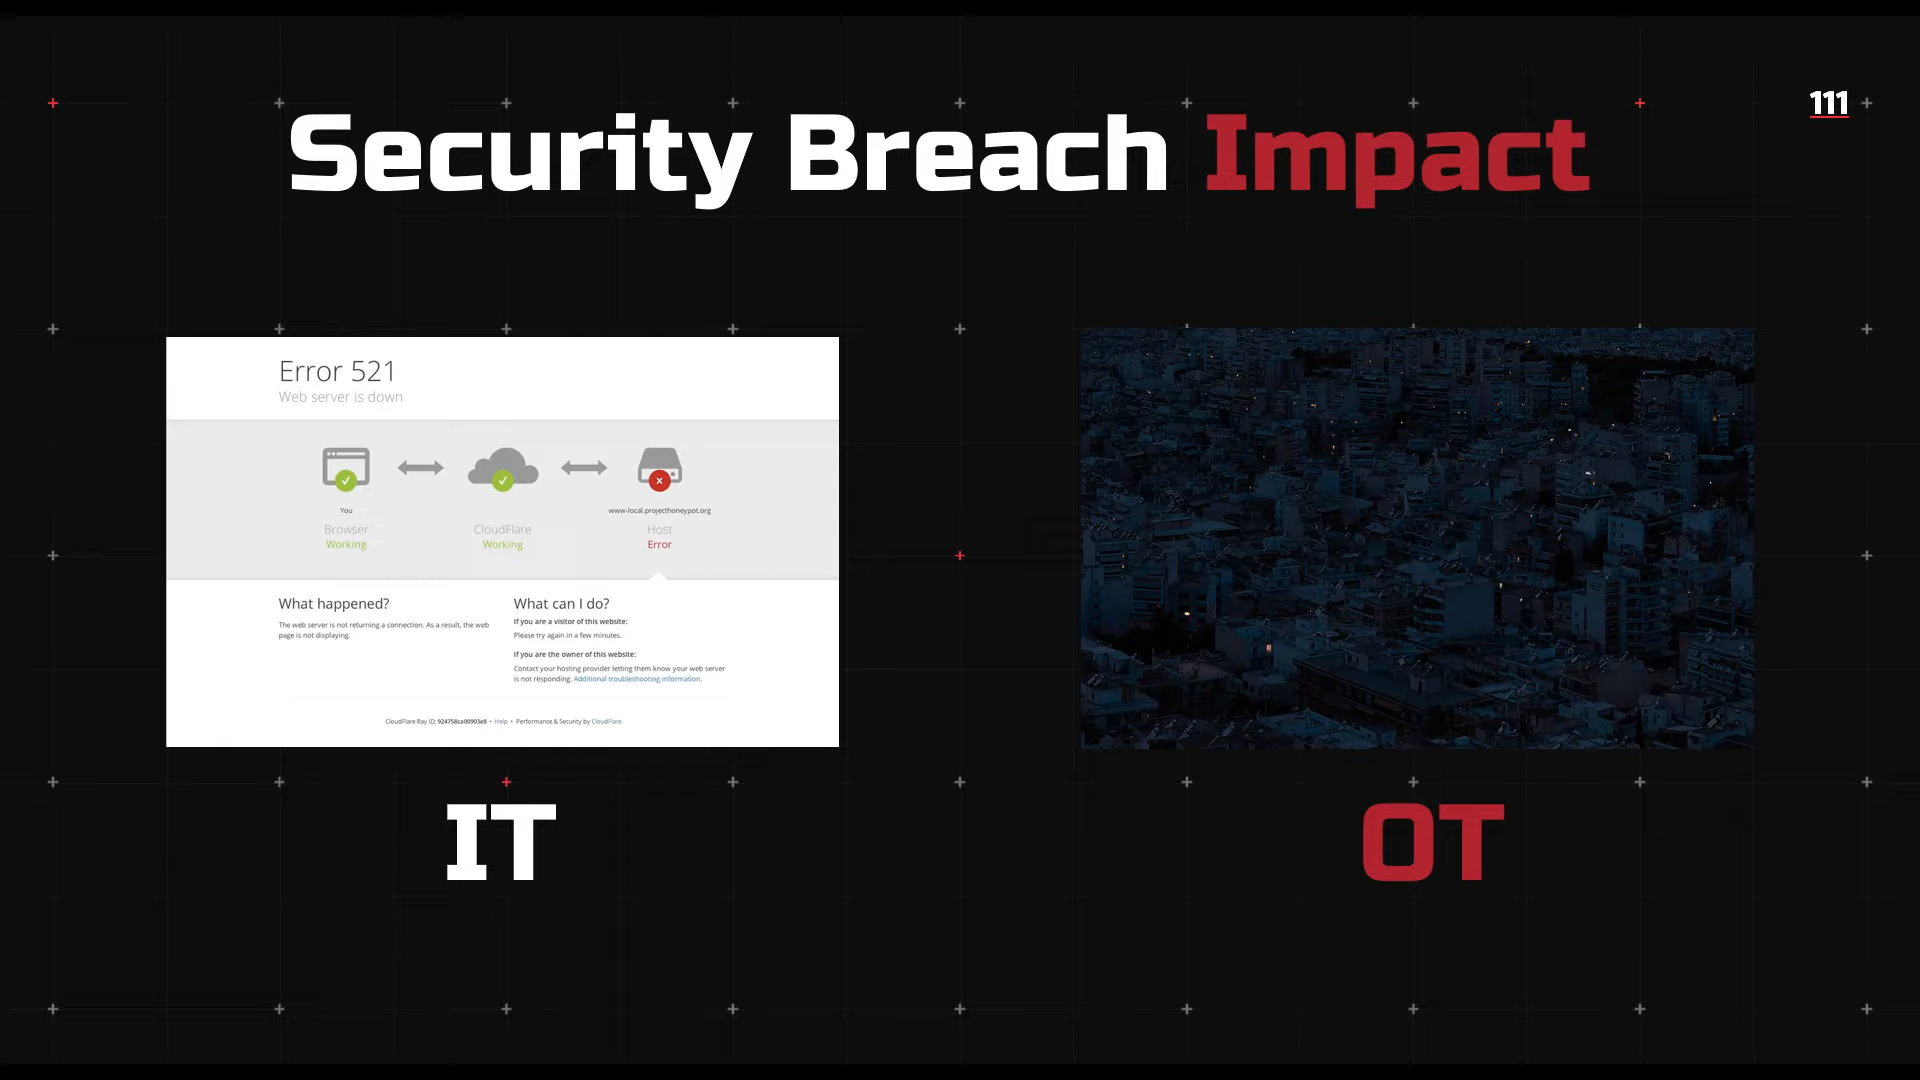 Security Breach Impact
111
Error 521
Web server is down
You
www-local.projecthoneypot.org
Browser
CloudFlare
Host
Working
Working
Error
What happened?
The web server is not returning a connection. As a result, the web
page is not displaying.
What can I do?
If you are a visitor of this website:
Please try again in a few minutes.
If you are the owner of this website:
Contact your hosting provider letting them know your web server
is not responding. Additional troubleshooting information.
CloudFlare Ray ID: 924758ca00903e8 • Help • Performance & Security by CloudFlare
IT
OT